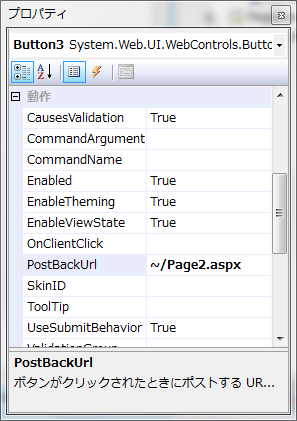 プロパティ
Button3 System.Web.UI.WebControls.Butto
動作
CausesValidation True
CommandArgument
CommandName
Enabled True
EnableTheming True
EnableViewState True
OnClientClick
PostBackUrl ~/Page2.aspx
SkinID
ToolTip
UseSubmitBehavior True
ValidationGroup
PostBackUrl
ボタンがクリックされたときにポストする UR...